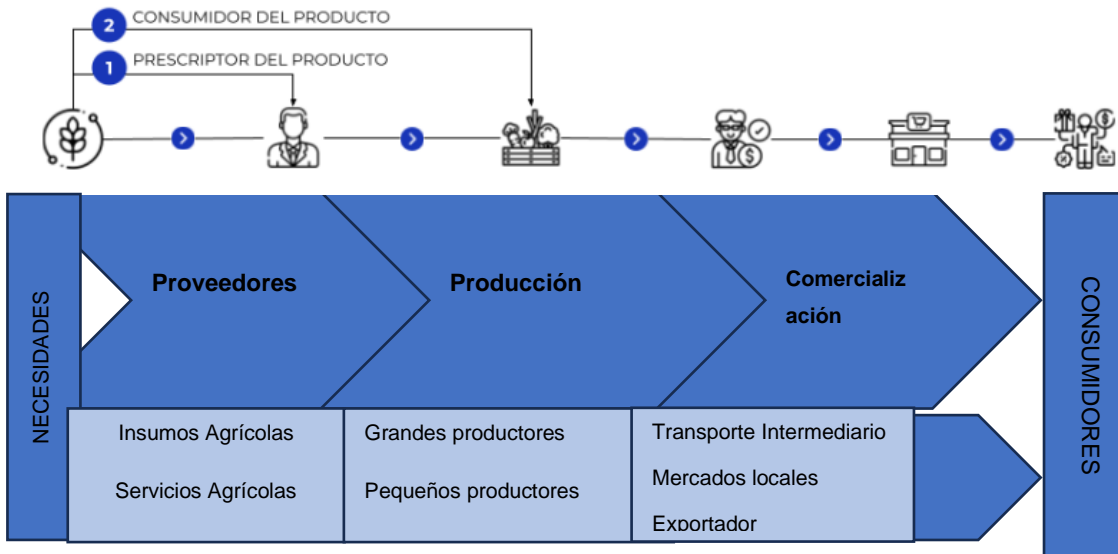 2 CONSUMIDOR DEL PRODUCTO
1 PRESCRIPTOR DEL PRODUCTO
$
$
NECESIDADES
Proveedores
Producción
Comercializ
ación
CONSUMIDORES
Insumos Agrícolas
Servicios Agrícolas
Grandes productores
Pequeños productores
Transporte Intermediario
Mercados locales
Exportador